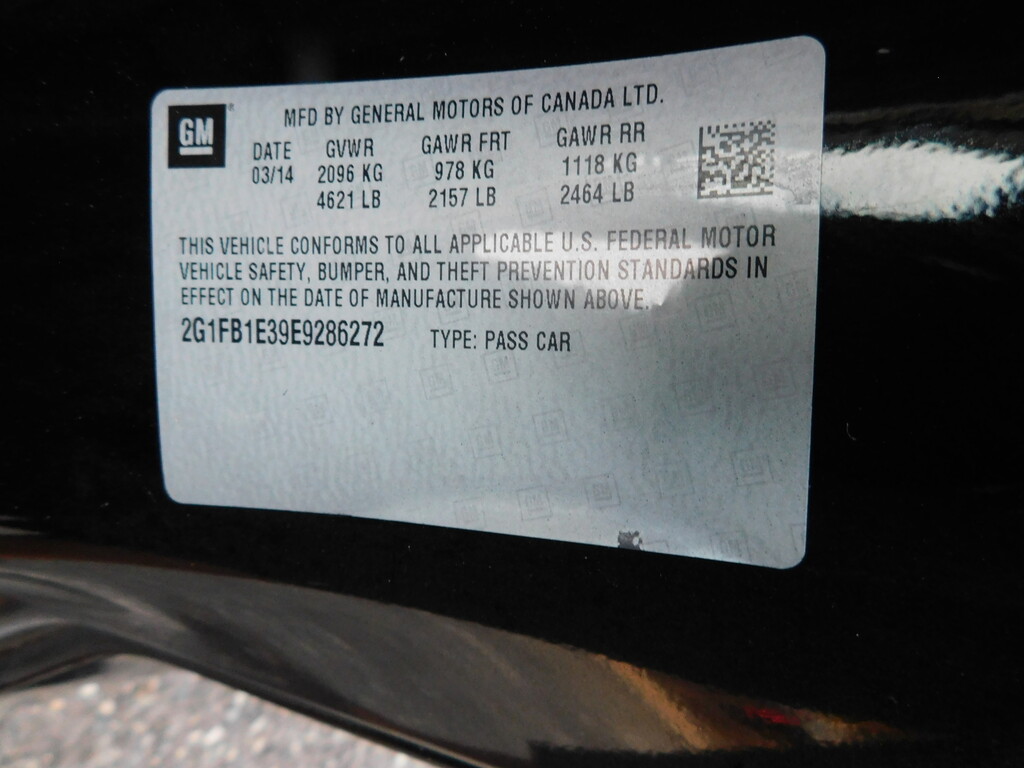 GM
MFD BY GENERAL MOTORS OF CANADA LTD.
DATE GVWR GAWR FRT GAWR RR
03/14 2096 KG 978 KG 1118 KG
4621 LB 2157 LB 2464 LB
THIS VEHICLE CONFORMS TO ALL APPLICABLE U.S. FEDERAL MOTOR
VEHICLE SAFETY, BUMPER, AND THEFT PREVENTION STANDARDS IN
EFFECT ON THE DATE OF MANUFACTURE SHOWN ABOVE.
2G1FB1E39E9286272 TYPE: PASS CAR